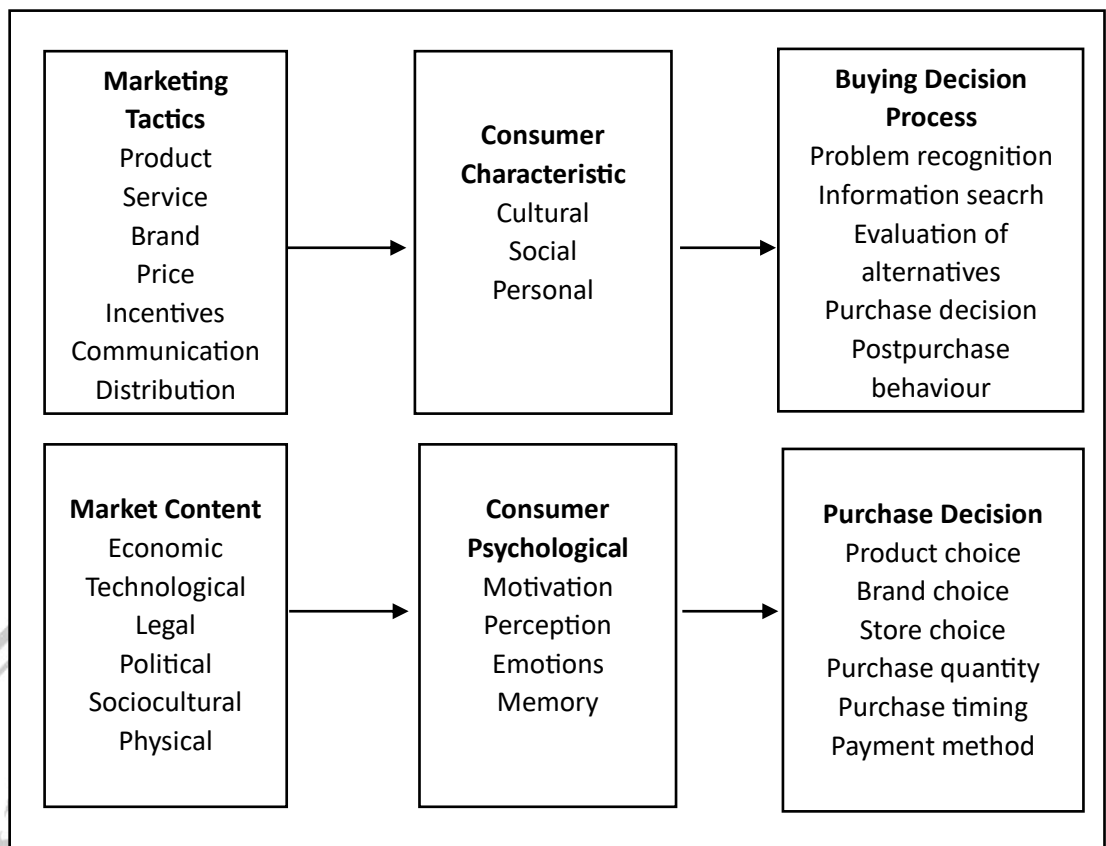 Marketing
Tactics
Product
Service
Brand
Price
Incentives
Communication
Distribution
Consumer
Characteristic
Cultural
Social
Personal
Buying Decision
Process
Problem recognition
Information seacrh
Evaluation of
alternatives
Purchase decision
Postpurchase
behaviour
Market Content
Economic
Technological
Legal
Political
Sociocultural
Physical
Consumer
Psychological
Motivation
Perception
Emotions
Memory
Purchase Decision
Product choice
Brand choice
Store choice
Purchase quantity
Purchase timing
Payment method